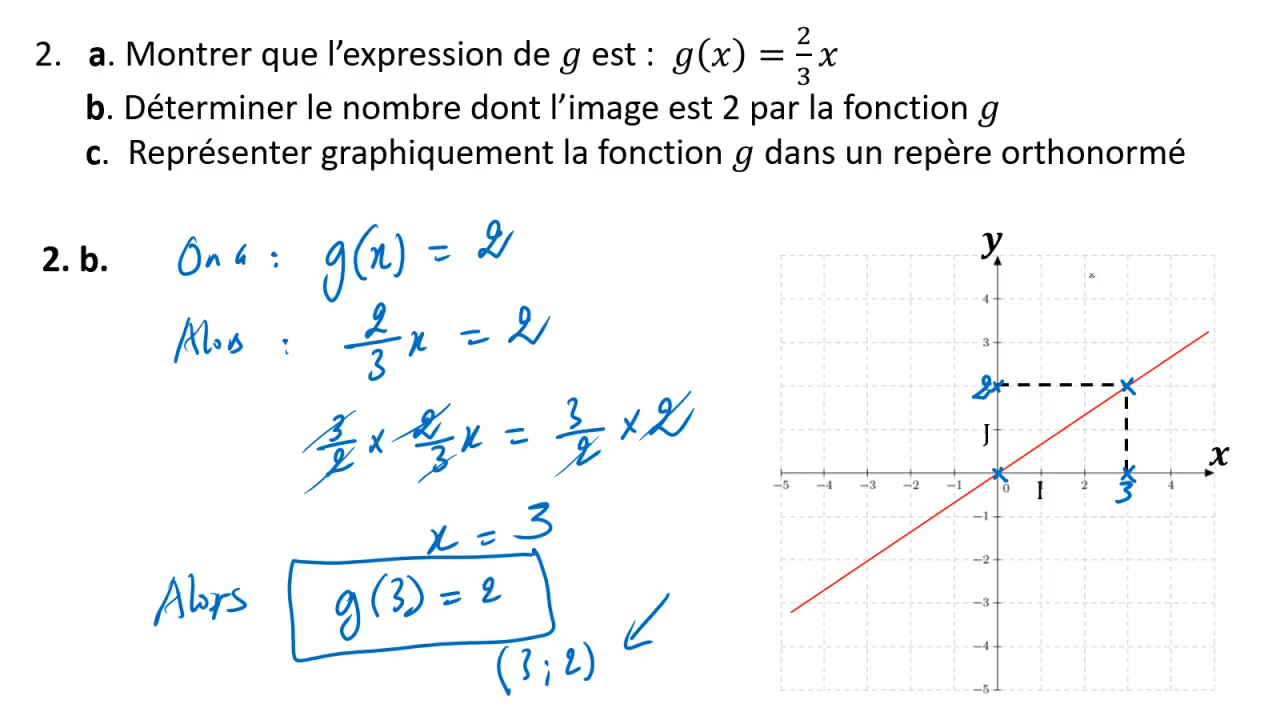 2. a. Montrer que l'expression de g est : g(x) = 2/3 x
b. Déterminer le nombre dont l'image est 2 par la fonction g
c. Représenter graphiquement la fonction g dans un repère orthonormé
2. b. On a : g(x) = 2
Alors : 2/3 x = 2
3/2 × 2/3 x = 3/2 × 2
x = 3
Alors g(3) = 2
(3 ; 2)
y
4
3
2
J
x
−5 −4 −3 −2 −1 0 I 2 3 4
−1
−2
−3
−4
−5